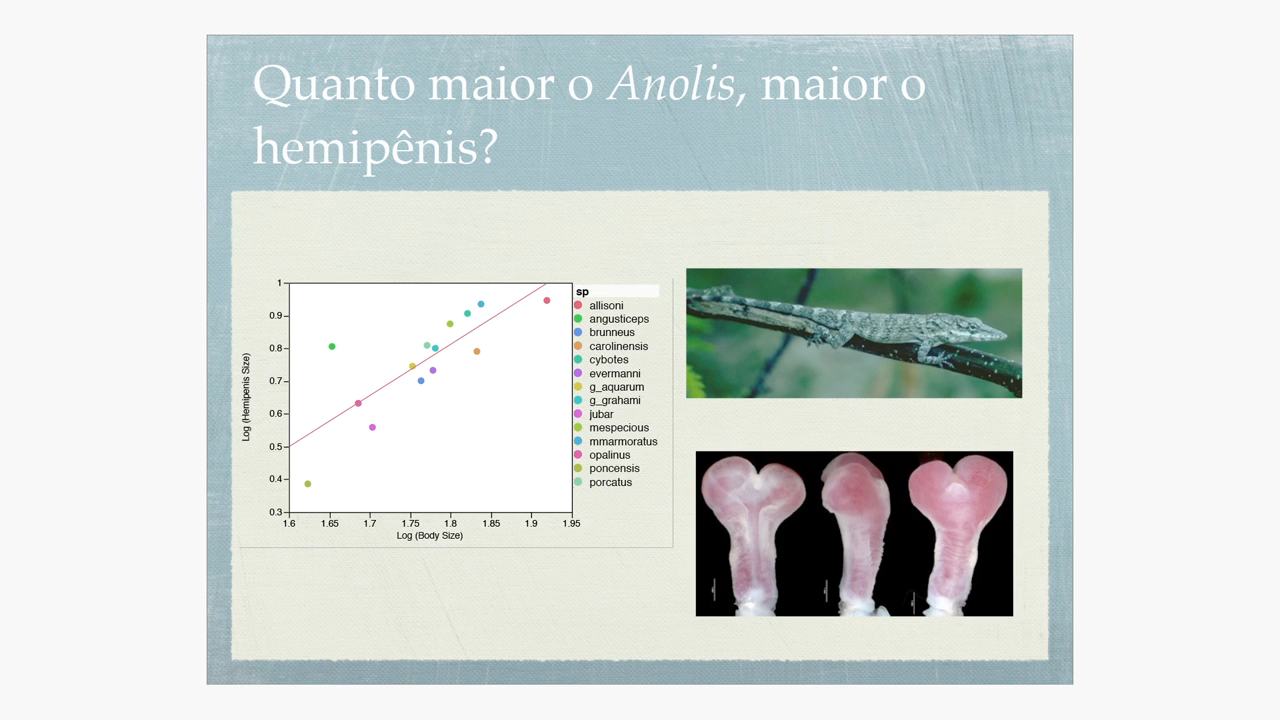 Quanto maior o Anolis, maior o
hemipênis?
Log (Hemipenis Size)
1
0.9
0.8
0.7
0.6
0.5
0.4
0.3
1.6 1.65 1.7 1.75 1.8 1.85 1.9 1.95
Log (Body Size)
sp
allisoni
angusticeps
brunneus
carolinensis
cybotes
evermanni
g_aquarum
g_grahami
jubar
mespecious
mmarmoratus
opalinus
poncensis
porcatus